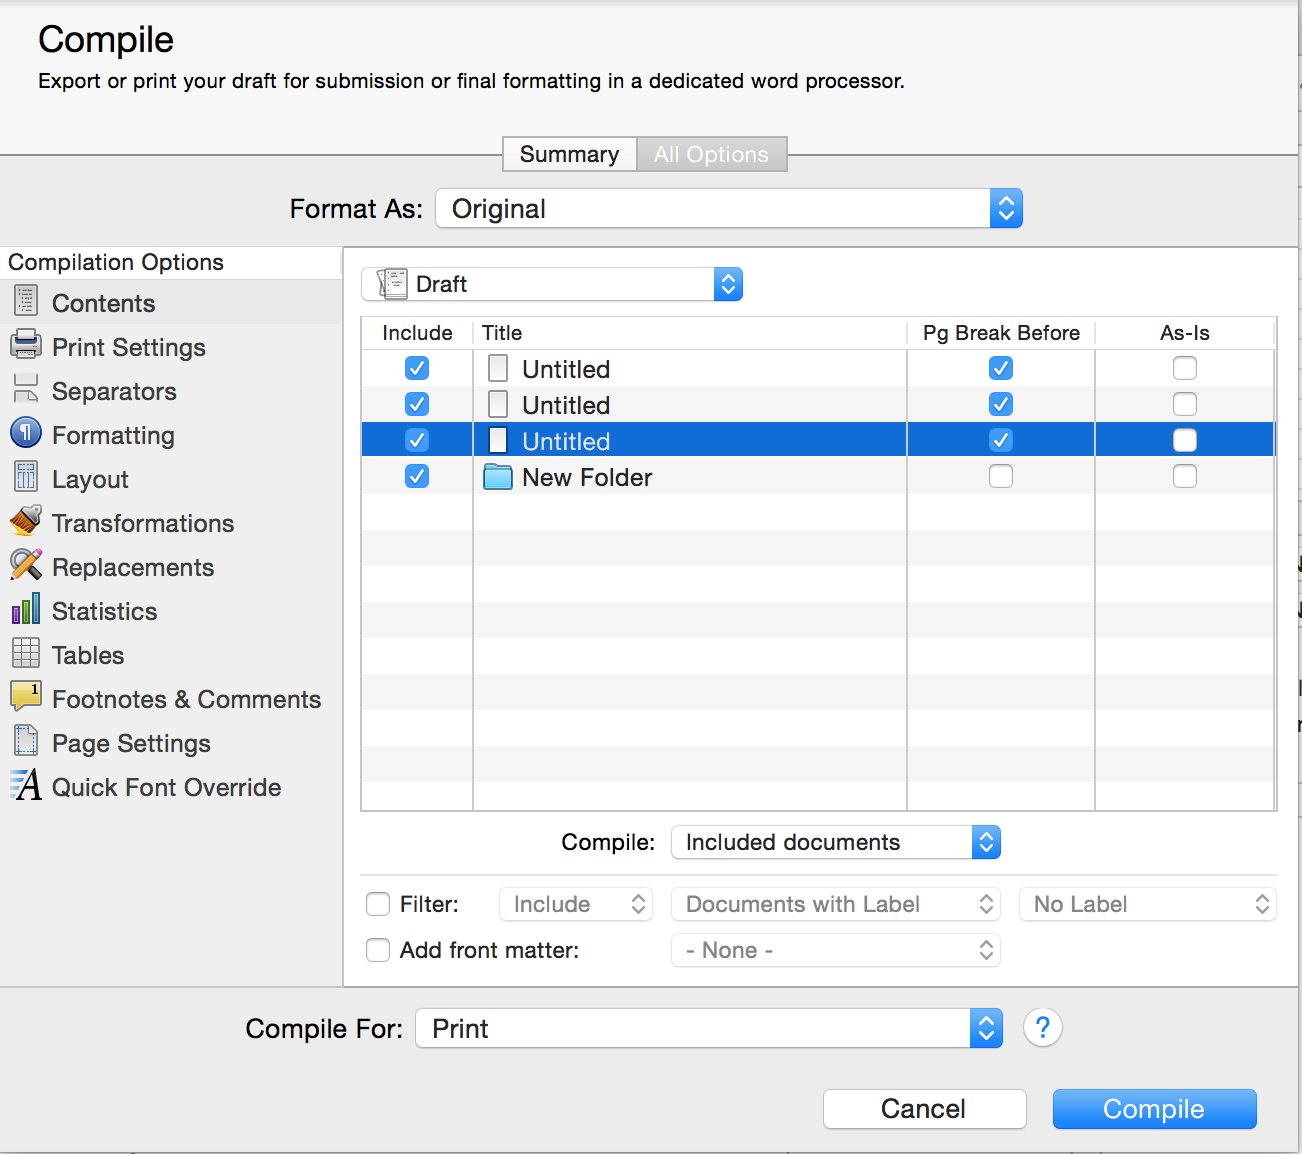 Compile
Export or print your draft for submission or final formatting in a dedicated word processor.
Summary All Options
Format As: Original
Compilation Options
Contents
Print Settings
Separators
Formatting
Layout
Transformations
Replacements
Statistics
Tables
Footnotes & Comments
Page Settings
Quick Font Override
Draft
Include Title Pg Break Before As-Is
Untitled
Untitled
Untitled
New Folder
Compile: Included documents
Filter: Include Documents with Label No Label
Add front matter: - None -
Compile For: Print ?
Cancel Compile